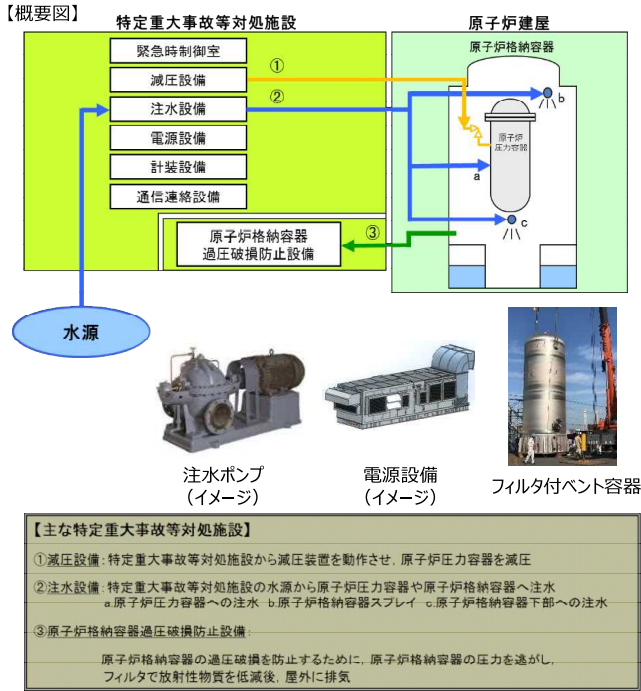 【概要図】
特定重大事故等対処施設
原子炉建屋
緊急時制御室
減圧設備
注水設備
電源設備
計装設備
通信連絡設備
①
②
③
原子炉格納容器
過圧破損防止設備
原子炉格納容器
原子炉
圧力容器
a
b
c
水源
注水ポンプ
（イメージ）
電源設備
（イメージ）
フィルタ付ベント容器
【主な特定重大事故等対処施設】
①減圧設備：特定重大事故等対処施設から減圧装置を動作させ，原子炉圧力容器を減圧
②注水設備：特定重大事故等対処施設の水源から原子炉圧力容器や原子炉格納容器へ注水
a.原子炉圧力容器への注水 b.原子炉格納容器スプレイ c.原子炉格納容器下部への注水
③原子炉格納容器過圧破損防止設備：
原子炉格納容器の過圧破損を防止するために，原子炉格納容器の圧力を逃がし，
フィルタで放射性物質を低減後，屋外に排気